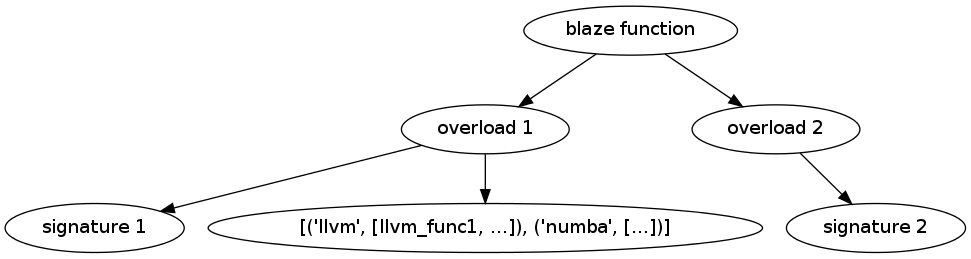 blaze function
overload 1
overload 2
signature 1
[('llvm', [llvm_func1, ...]), ('numba', [...])]
signature 2